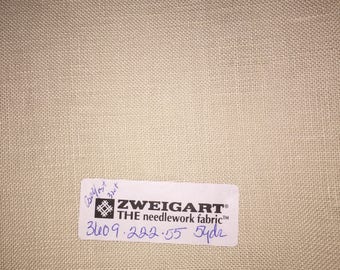 ZWEIGART®
THE needlework fabric™
3609.222.55 5yds